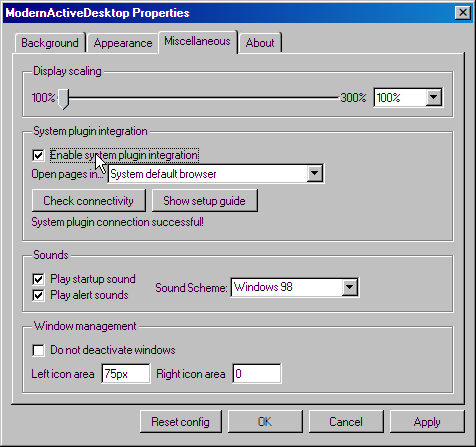 ModernActiveDesktop Properties
Background Appearance Miscellaneous About
Display scaling
100% 300% 100%
System plugin integration
Enable system plugin integration
Open pages in... System default browser
Check connectivity Show setup guide
System plugin connection successful!
Sounds
Play startup sound
Play alert sounds
Sound Scheme: Windows 98
Window management
Do not deactivate windows
Left icon area 75px Right icon area 0
Reset config OK Cancel Apply